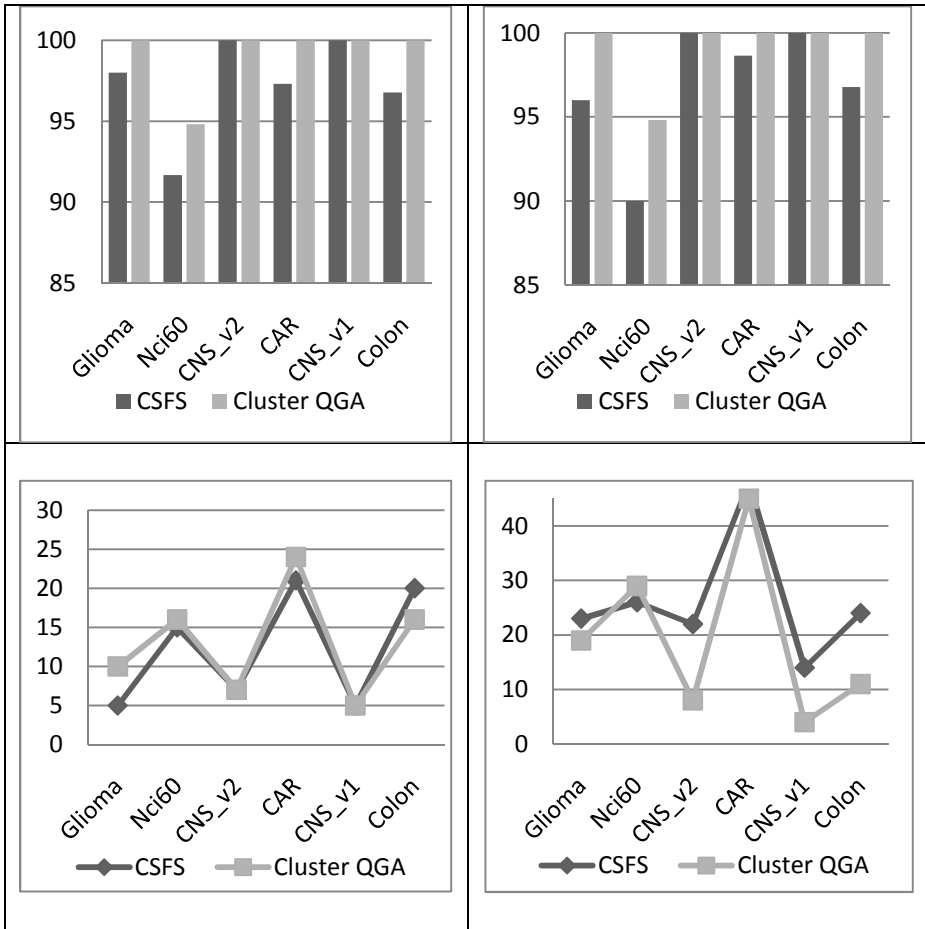 100
95
90
85
Glioma
Nci60
CNS_v2
CAR
CNS_v1
Colon
CSFS
Cluster QGA
100
95
90
85
Glioma
Nci60
CNS_v2
CAR
CNS_v1
Colon
CSFS
Cluster QGA
30
25
20
15
10
5
0
Glioma
Nci60
CNS_v2
CAR
CNS_v1
Colon
CSFS
Cluster QGA
40
30
20
10
0
Glioma
Nci60
CNS_v2
CAR
CNS_v1
Colon
CSFS
Cluster QGA